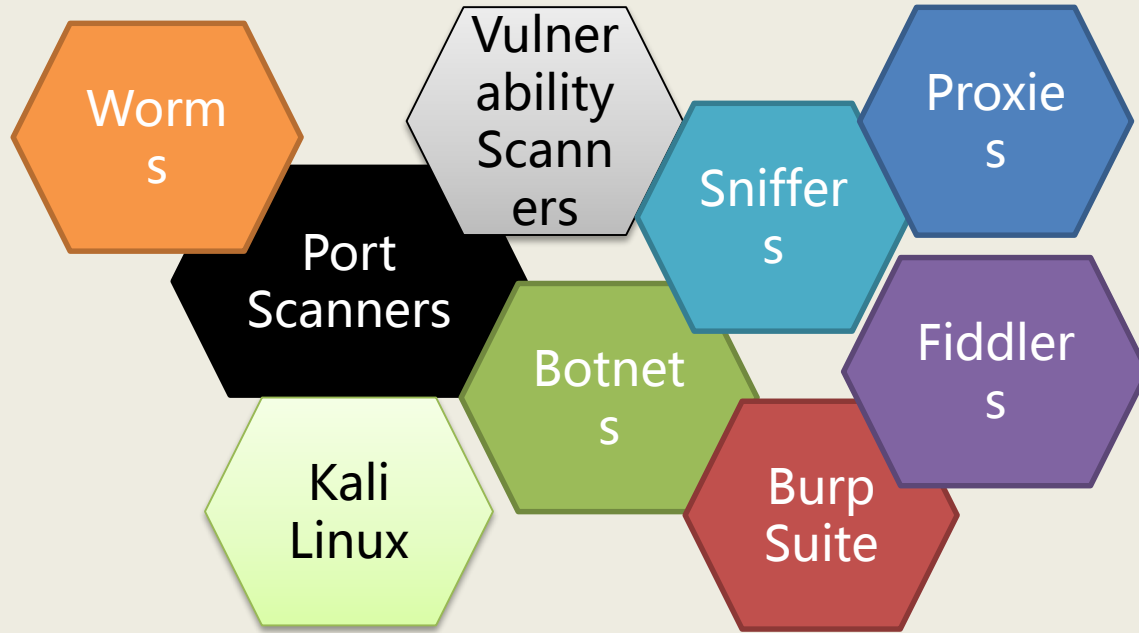 Worm
s
Vulner
ability
Scann
ers
Proxie
s
Sniffer
s
Port
Scanners
Fiddler
s
Botnet
s
Kali
Linux
Burp
Suite